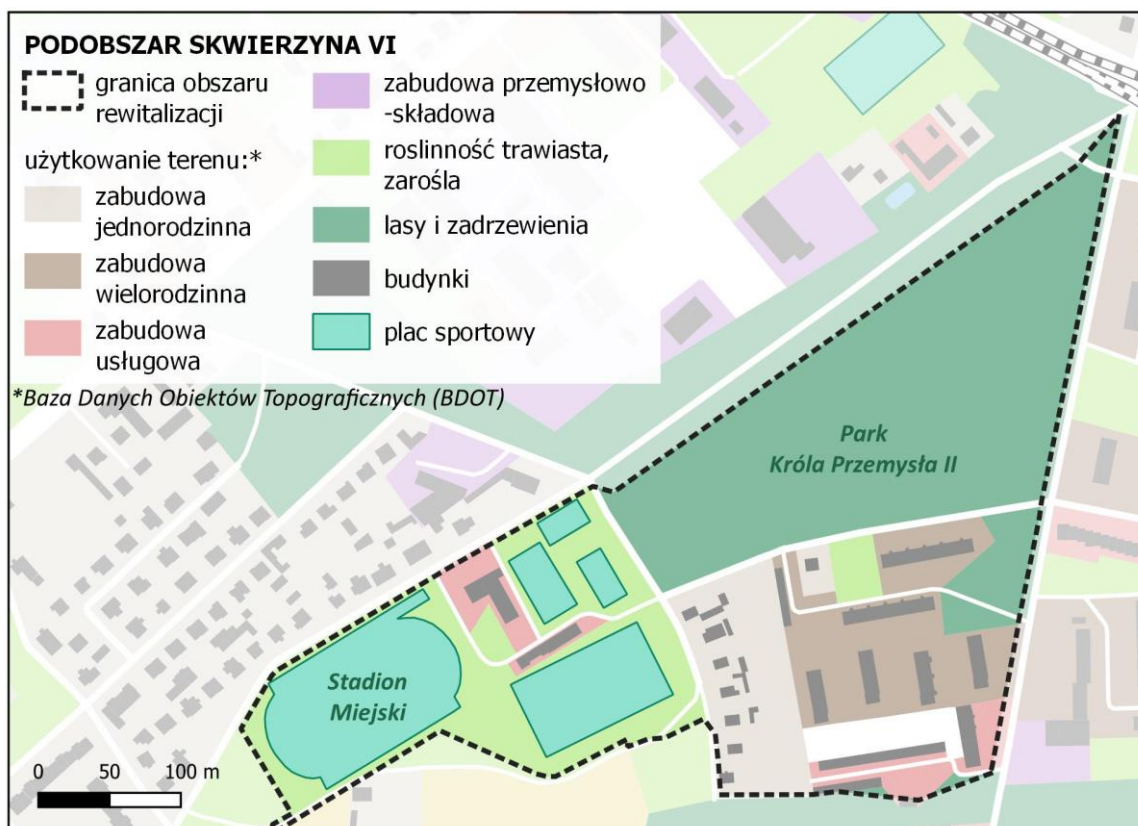 PODOBSZAR SKWIERZYNA VI
granica obszaru
rewitalizacji
użytkowanie terenu:*
zabudowa
jednorodzinna
zabudowa
wielorodzinna
zabudowa
usługowa
zabudowa przemysłowo
-składowa
roslinność trawiasta,
zarośla
lasy i zadrzewienia
budynki
plac sportowy
*Baza Danych Obiektów Topograficznych (BDOT)
Park
Króla Przemysła II
Stadion
Miejski
0 50 100 m